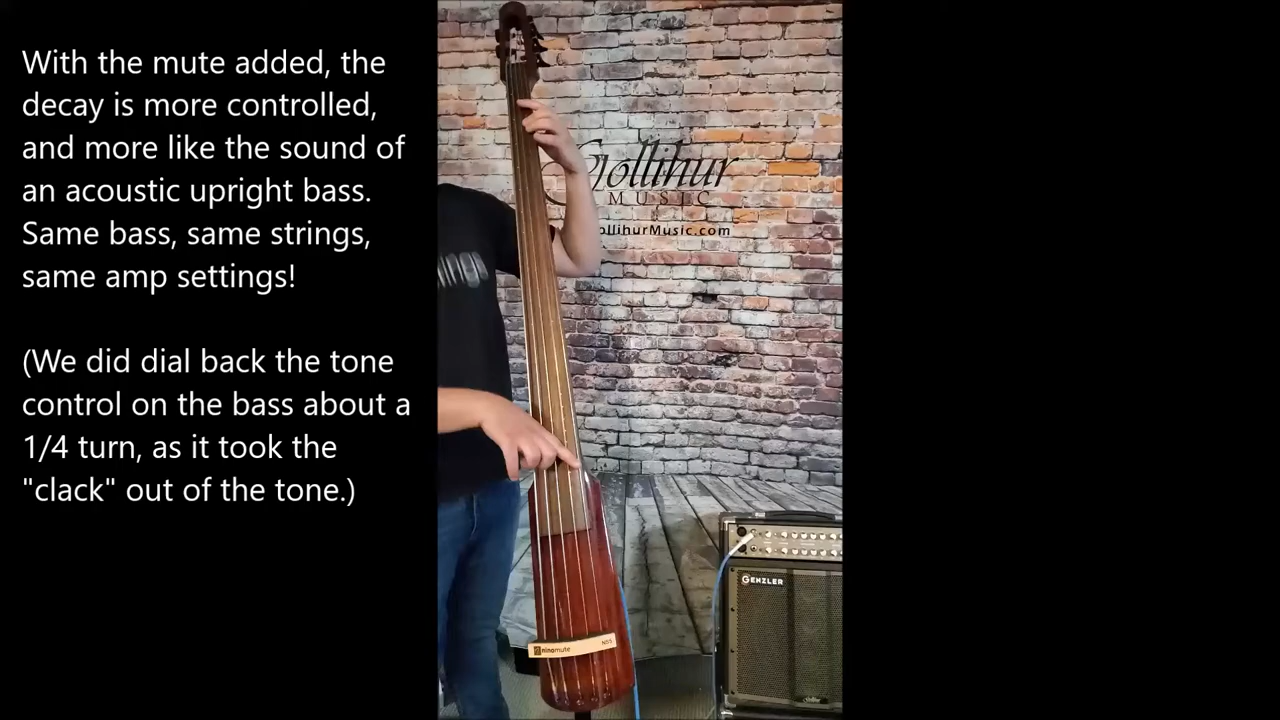 With the mute added, the
decay is more controlled,
and more like the sound of
an acoustic upright bass.
Same bass, same strings,
same amp settings!
(We did dial back the tone
control on the bass about a
1/4 turn, as it took the
"clack" out of the tone.)
Gollihur
MUSIC
ollihurMusic.com
GENZLER
ninomute
NS5